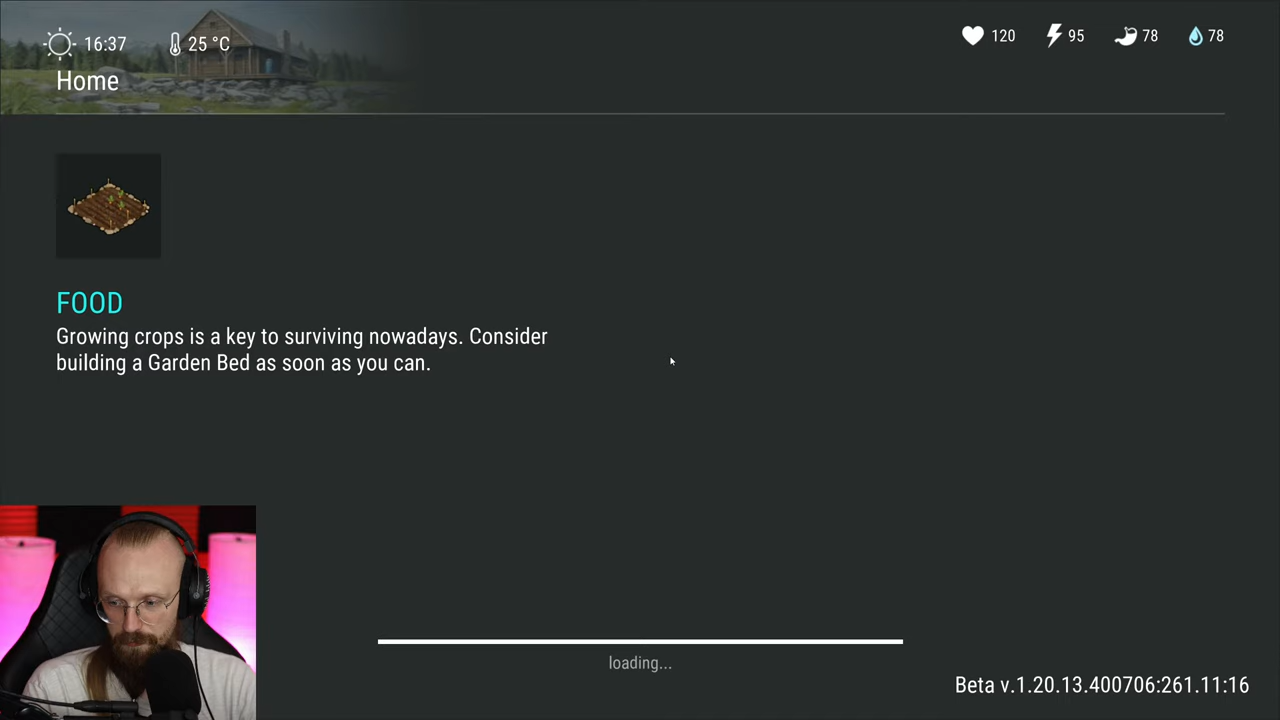 16:37 25 °C 120 95 78 78
Home
FOOD
Growing crops is a key to surviving nowadays. Consider
building a Garden Bed as soon as you can.
loading...
Beta v.1.20.13.400706:261.11:16